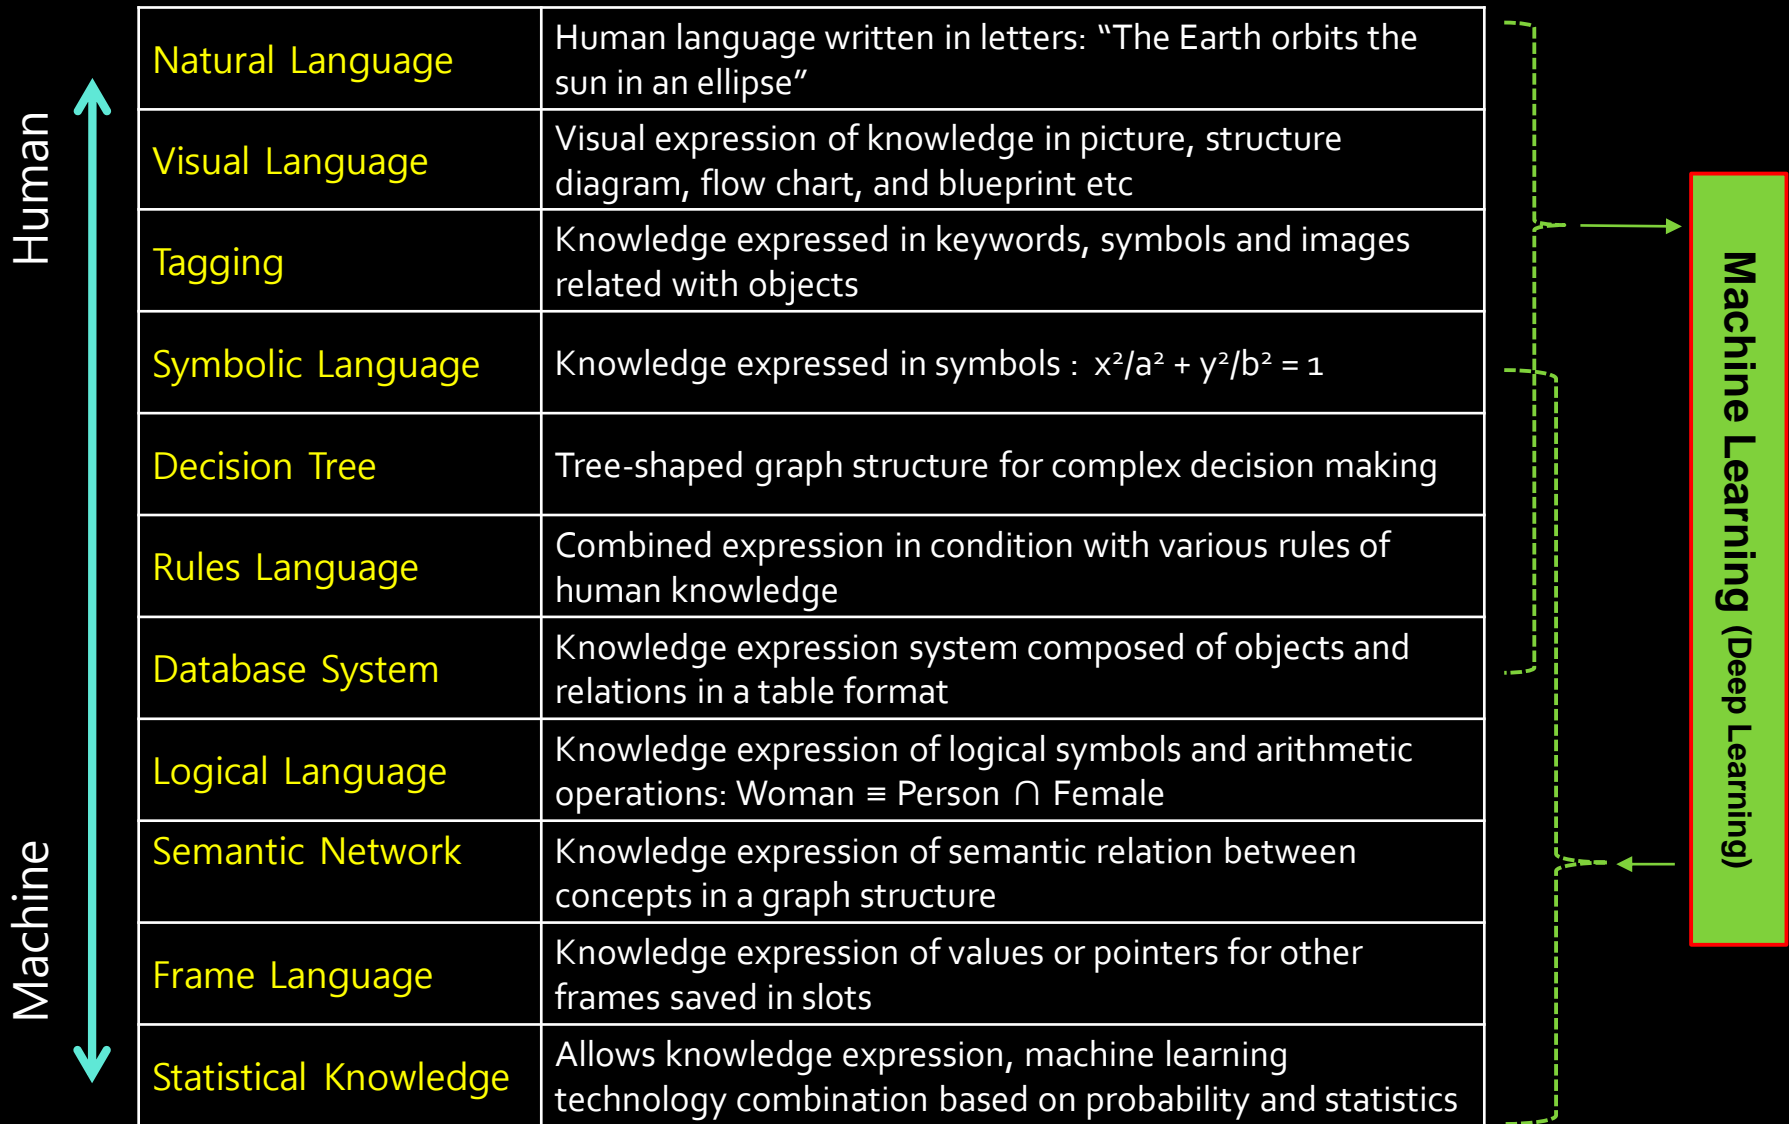 Human
Machine
Natural Language
Human language written in letters: “The Earth orbits the
sun in an ellipse”
Visual Language
Visual expression of knowledge in picture, structure
diagram, flow chart, and blueprint etc
Tagging
Knowledge expressed in keywords, symbols and images
related with objects
Symbolic Language
Knowledge expressed in symbols : x²/a² + y²/b² = 1
Decision Tree
Tree-shaped graph structure for complex decision making
Rules Language
Combined expression in condition with various rules of
human knowledge
Database System
Knowledge expression system composed of objects and
relations in a table format
Logical Language
Knowledge expression of logical symbols and arithmetic
operations: Woman ≡ Person ∩ Female
Semantic Network
Knowledge expression of semantic relation between
concepts in a graph structure
Frame Language
Knowledge expression of values or pointers for other
frames saved in slots
Statistical Knowledge
Allows knowledge expression, machine learning
technology combination based on probability and statistics
Machine Learning (Deep Learning)